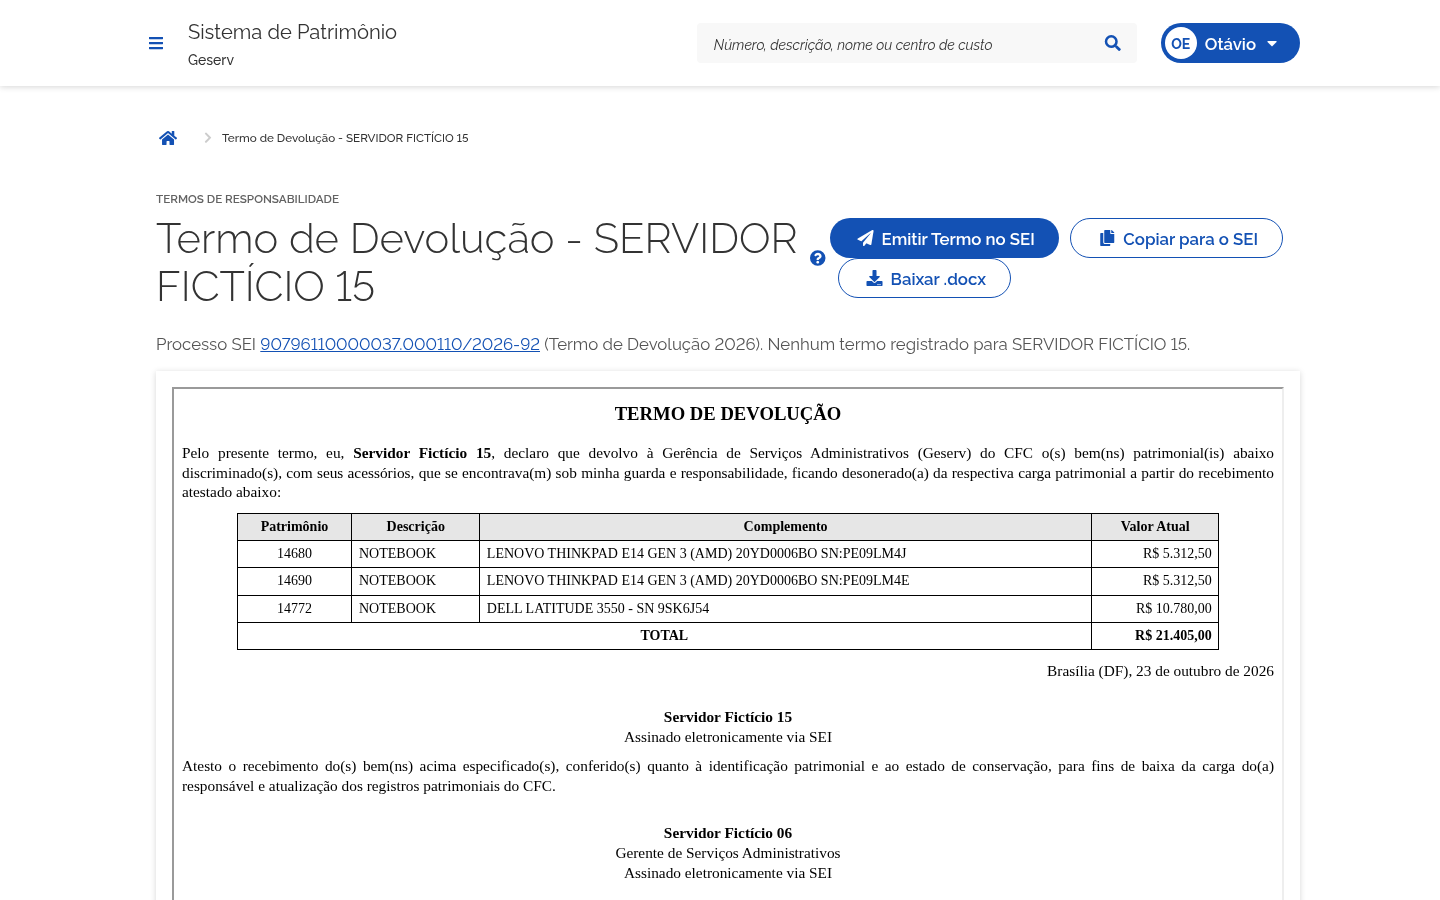 Sistema de Patrimônio
Geserv
Número, descrição, nome ou centro de custo
OE Otávio
Termo de Devolução - SERVIDOR FICTÍCIO 15
TERMOS DE RESPONSABILIDADE
Termo de Devolução - SERVIDOR
FICTÍCIO 15
Emitir Termo no SEI
Copiar para o SEI
Baixar .docx
Processo SEI 90796110000037.000110/2026-92 (Termo de Devolução 2026). Nenhum termo registrado para SERVIDOR FICTÍCIO 15.
TERMO DE DEVOLUÇÃO
Pelo presente termo, eu, Servidor Fictício 15, declaro que devolvo à Gerência de Serviços Administrativos (Geserv) do CFC o(s) bem(ns) patrimonial(is) abaixo
discriminado(s), com seus acessórios, que se encontrava(m) sob minha guarda e responsabilidade, ficando desonerado(a) da respectiva carga patrimonial a partir do recebimento
atestado abaixo:
Patrimônio Descrição Complemento Valor Atual
14680 NOTEBOOK LENOVO THINKPAD E14 GEN 3 (AMD) 20YD0006BO SN:PE09LM4J R$ 5.312,50
14690 NOTEBOOK LENOVO THINKPAD E14 GEN 3 (AMD) 20YD0006BO SN:PE09LM4E R$ 5.312,50
14772 NOTEBOOK DELL LATITUDE 3550 - SN 9SK6J54 R$ 10.780,00
TOTAL R$ 21.405,00
Brasília (DF), 23 de outubro de 2026
Servidor Fictício 15
Assinado eletronicamente via SEI
Atesto o recebimento do(s) bem(ns) acima especificado(s), conferido(s) quanto à identificação patrimonial e ao estado de conservação, para fins de baixa da carga do(a)
responsável e atualização dos registros patrimoniais do CFC.
Servidor Fictício 06
Gerente de Serviços Administrativos
Assinado eletronicamente via SEI